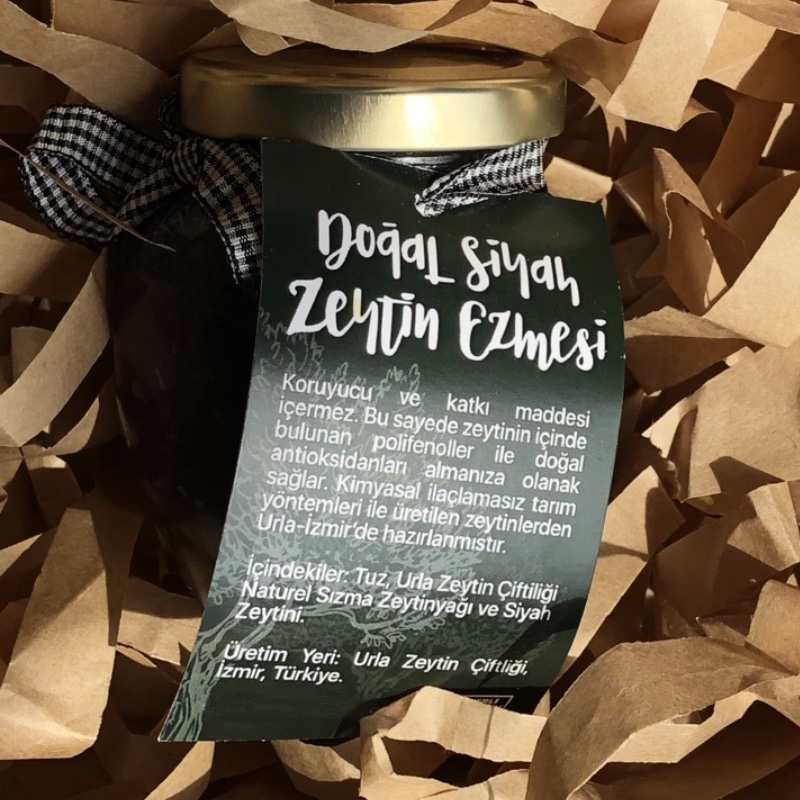 Doğal Siyah
Zeytin Ezmesi
Koruyucu ve katkı maddesi
içermez. Bu sayede zeytinin içinde
bulunan polifenoller ile doğal
antioksidanları almanıza olanak
sağlar. Kimyasal ilaçlamasız tarım
yöntemleri ile üretilen zeytinlerden
Urla-İzmir'de hazırlanmıştır.
İçindekiler: Tuz, Urla Zeytin Çiftiliği
Naturel Sızma Zeytinyağı ve Siyah
Zeytini.
Üretim Yeri: Urla Zeytin Çiftliği,
İzmir, Türkiye.